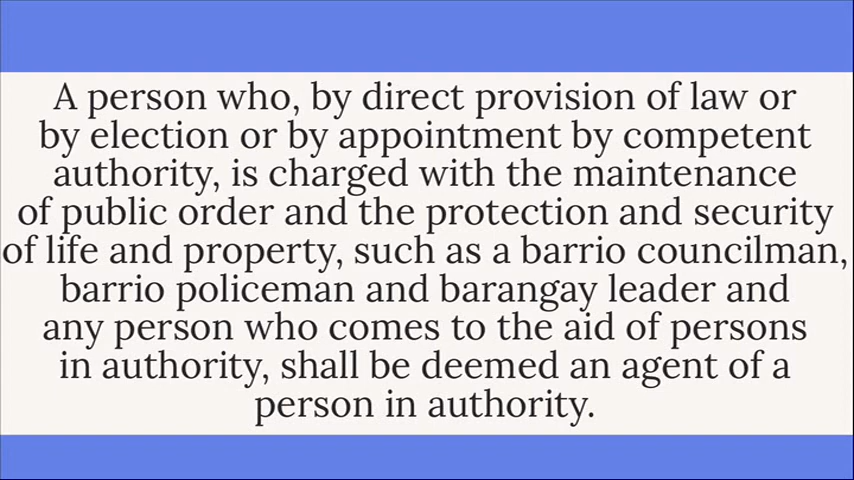 A person who, by direct provision of law or
by election or by appointment by competent
authority, is charged with the maintenance
of public order and the protection and security
of life and property, such as a barrio councilman,
barrio policeman and barangay leader and
any person who comes to the aid of persons
in authority, shall be deemed an agent of a
person in authority.